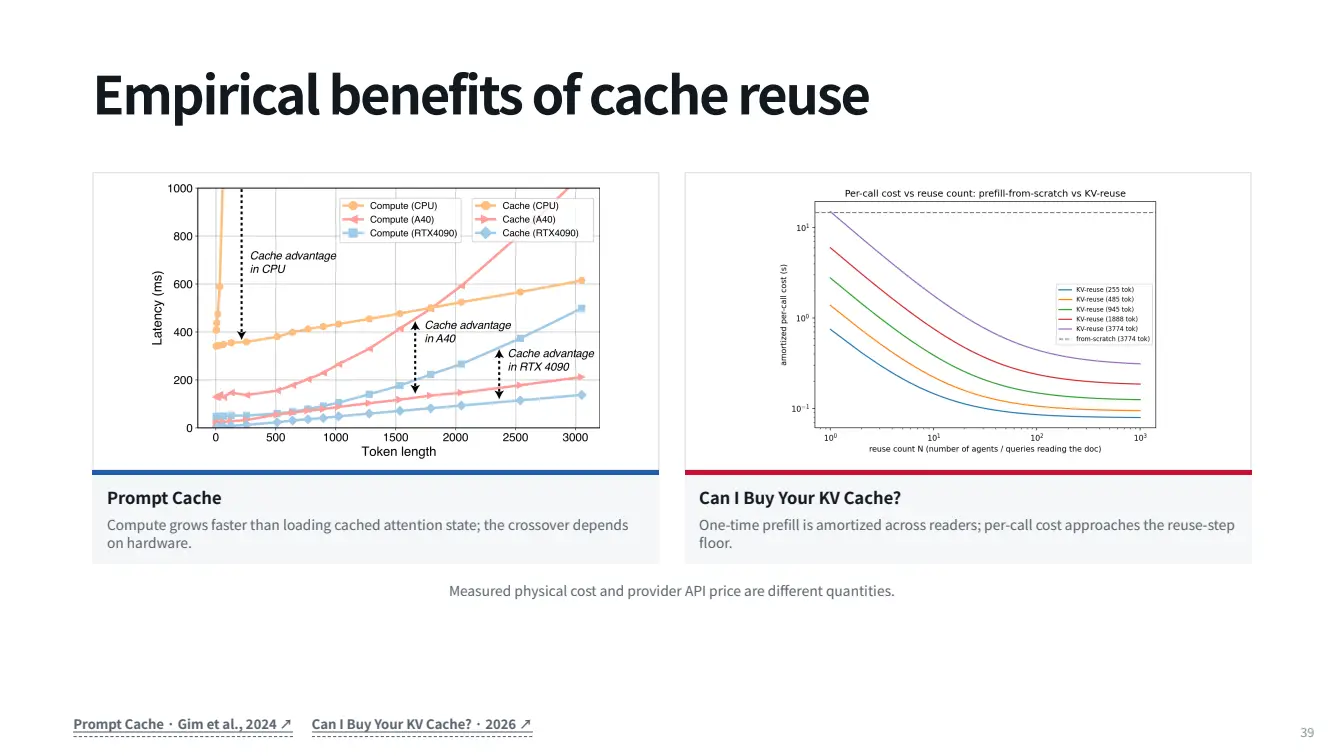 Empirical benefits of cache reuse
1000
800
600
400
200
0
Latency (ms)
0 500 1000 1500 2000 2500 3000
Token length
Compute (CPU)
Compute (A40)
Compute (RTX4090)
Cache (CPU)
Cache (A40)
Cache (RTX4090)
Cache advantage
in CPU
Cache advantage
in A40
Cache advantage
in RTX 4090
Per-call cost vs reuse count: prefill-from-scratch vs KV-reuse
10¹
10⁰
10⁻¹
amortized per-call cost (s)
KV-reuse (255 tok)
KV-reuse (485 tok)
KV-reuse (945 tok)
KV-reuse (1888 tok)
KV-reuse (3774 tok)
from-scratch (3774 tok)
10⁰ 10¹ 10² 10³
reuse count N (number of agents / queries reading the doc)
Prompt Cache
Compute grows faster than loading cached attention state; the crossover depends
on hardware.
Can I Buy Your KV Cache?
One-time prefill is amortized across readers; per-call cost approaches the reuse-step
floor.
Measured physical cost and provider API price are different quantities.
Prompt Cache · Gim et al., 2024 ↗ Can I Buy Your KV Cache? · 2026 ↗
39